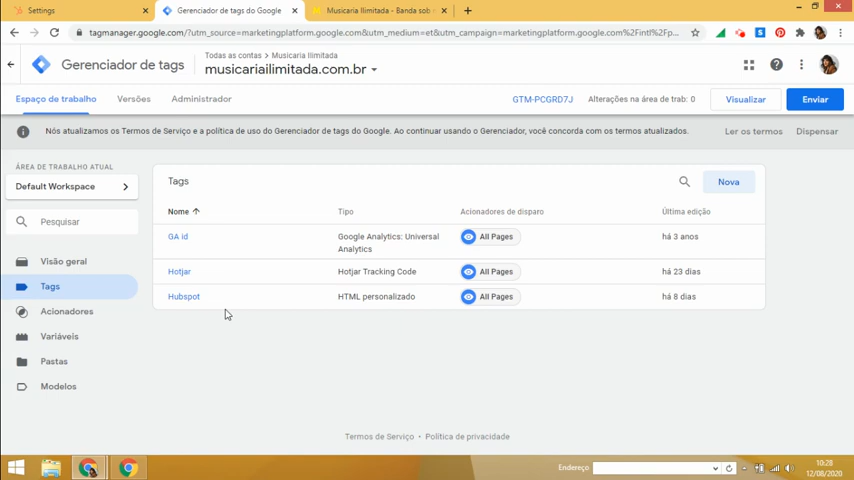 Settings
Gerenciador de tags do Google
Musicaria Ilimitada - Banda sob
tagmanager.google.com/?utm_source=marketingplatform.google.com&utm_medium=et&utm_campaign=marketingplatform.google.com%2Fintl%2Fp...
Gerenciador de tags
Todas as contas > Musicaria Ilimitada
musicariailimitada.com.br
Espaço de trabalho
Versões
Administrador
GTM-PCGRD7J
Alterações na área de trab: 0
Visualizar
Enviar
Nós atualizamos os Termos de Serviço e a política de uso do Gerenciador de tags do Google. Ao continuar usando o Gerenciador, você concorda com os termos atualizados.
Ler os termos
Dispensar
ÁREA DE TRABALHO ATUAL
Default Workspace
Pesquisar
Visão geral
Tags
Acionadores
Variáveis
Pastas
Modelos
Tags
Nova
Nome
Tipo
Acionadores de disparo
Última edição
GA id
Google Analytics: Universal
Analytics
All Pages
há 3 anos
Hotjar
Hotjar Tracking Code
All Pages
há 23 dias
Hubspot
HTML personalizado
All Pages
há 8 dias
Termos de Serviço • Política de privacidade
Endereço
10:28
12/08/2020